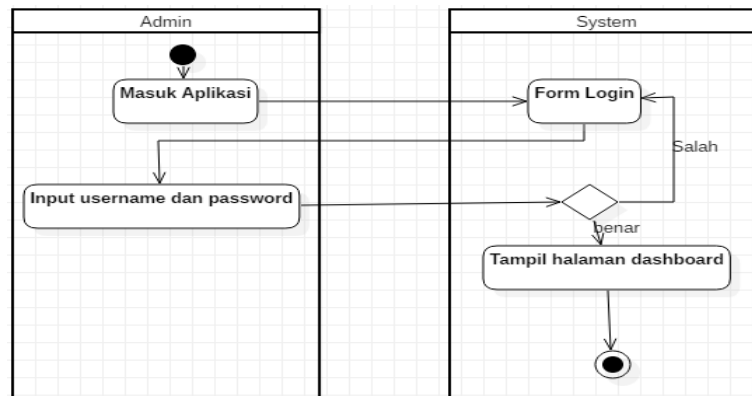 Admin
System
Masuk Aplikasi
Form Login
Salah
Input username dan password
benar
Tampil halaman dashboard